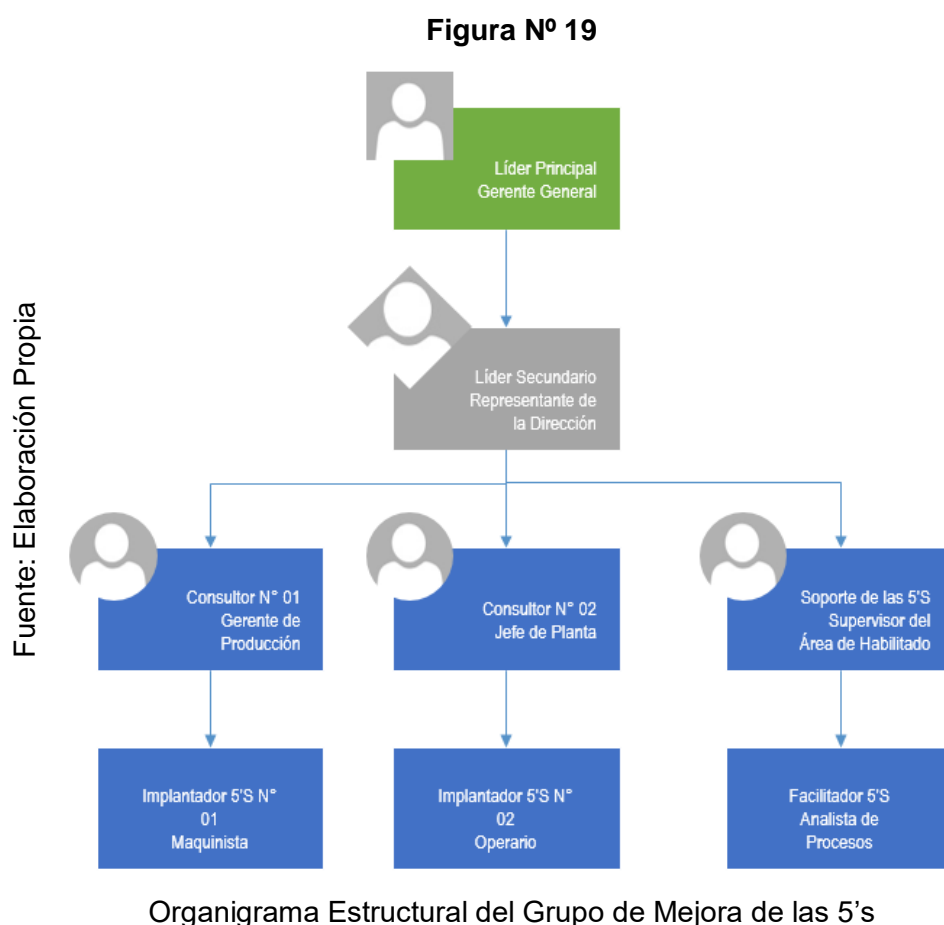 Figura Nº 19
Líder Principal
Gerente General
Fuente: Elaboración Propia
Líder Secundario
Representante de
la Dirección
Consultor N° 01
Gerente de
Producción
Consultor N° 02
Jefe de Planta
Soporte de las 5'S
Supervisor del
Área de Habilitado
Implantador 5'S N°
01
Maquinista
Implantador 5'S N°
02
Operario
Facilitador 5'S
Analista de
Procesos
Organigrama Estructural del Grupo de Mejora de las 5’s